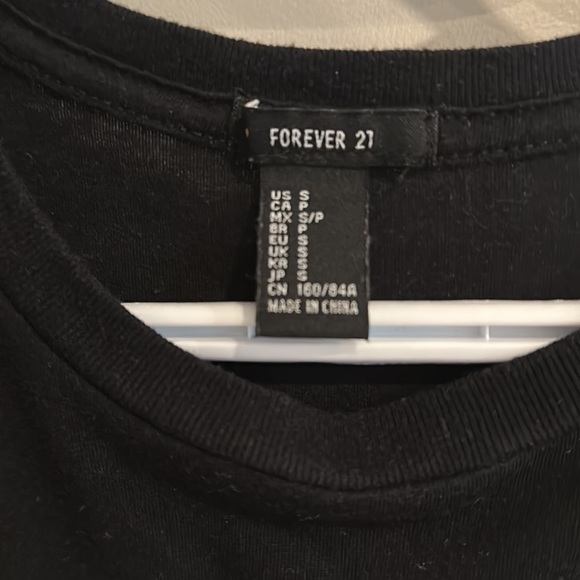 FOREVER 21
US S
CA P
MX S/P
BR P
EU S
UK S
KR S
JP S
CN 160/84A
MADE IN CHINA